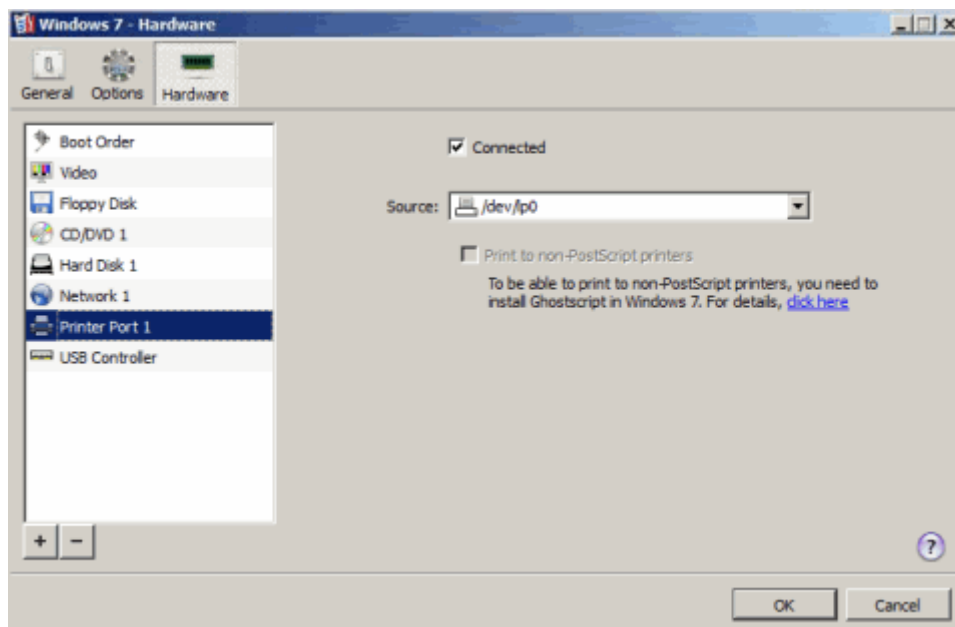 Windows 7 - Hardware
General
Options
Hardware
Boot Order
Video
Floppy Disk
CD/DVD 1
Hard Disk 1
Network 1
Printer Port 1
USB Controller
Connected
Source: /dev/lp0
Print to non-PostScript printers
To be able to print to non-PostScript printers, you need to
install Ghostscript in Windows 7. For details, click here
+ -
?
OK
Cancel